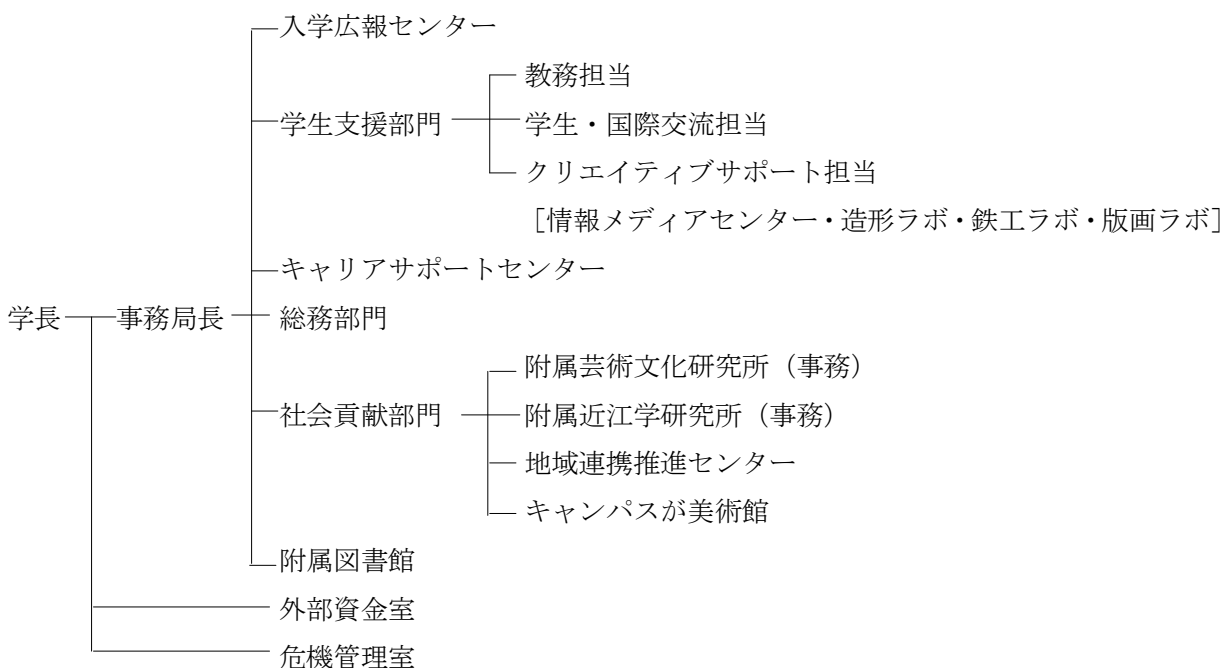 入学広報センター
教務担当
学生支援部門
学生・国際交流担当
クリエイティブサポート担当
［情報メディアセンター・造形ラボ・鉄工ラボ・版画ラボ］
キャリアサポートセンター
学長
事務局長
総務部門
附属芸術文化研究所（事務）
社会貢献部門
附属近江学研究所（事務）
地域連携推進センター
キャンパスが美術館
附属図書館
外部資金室
危機管理室